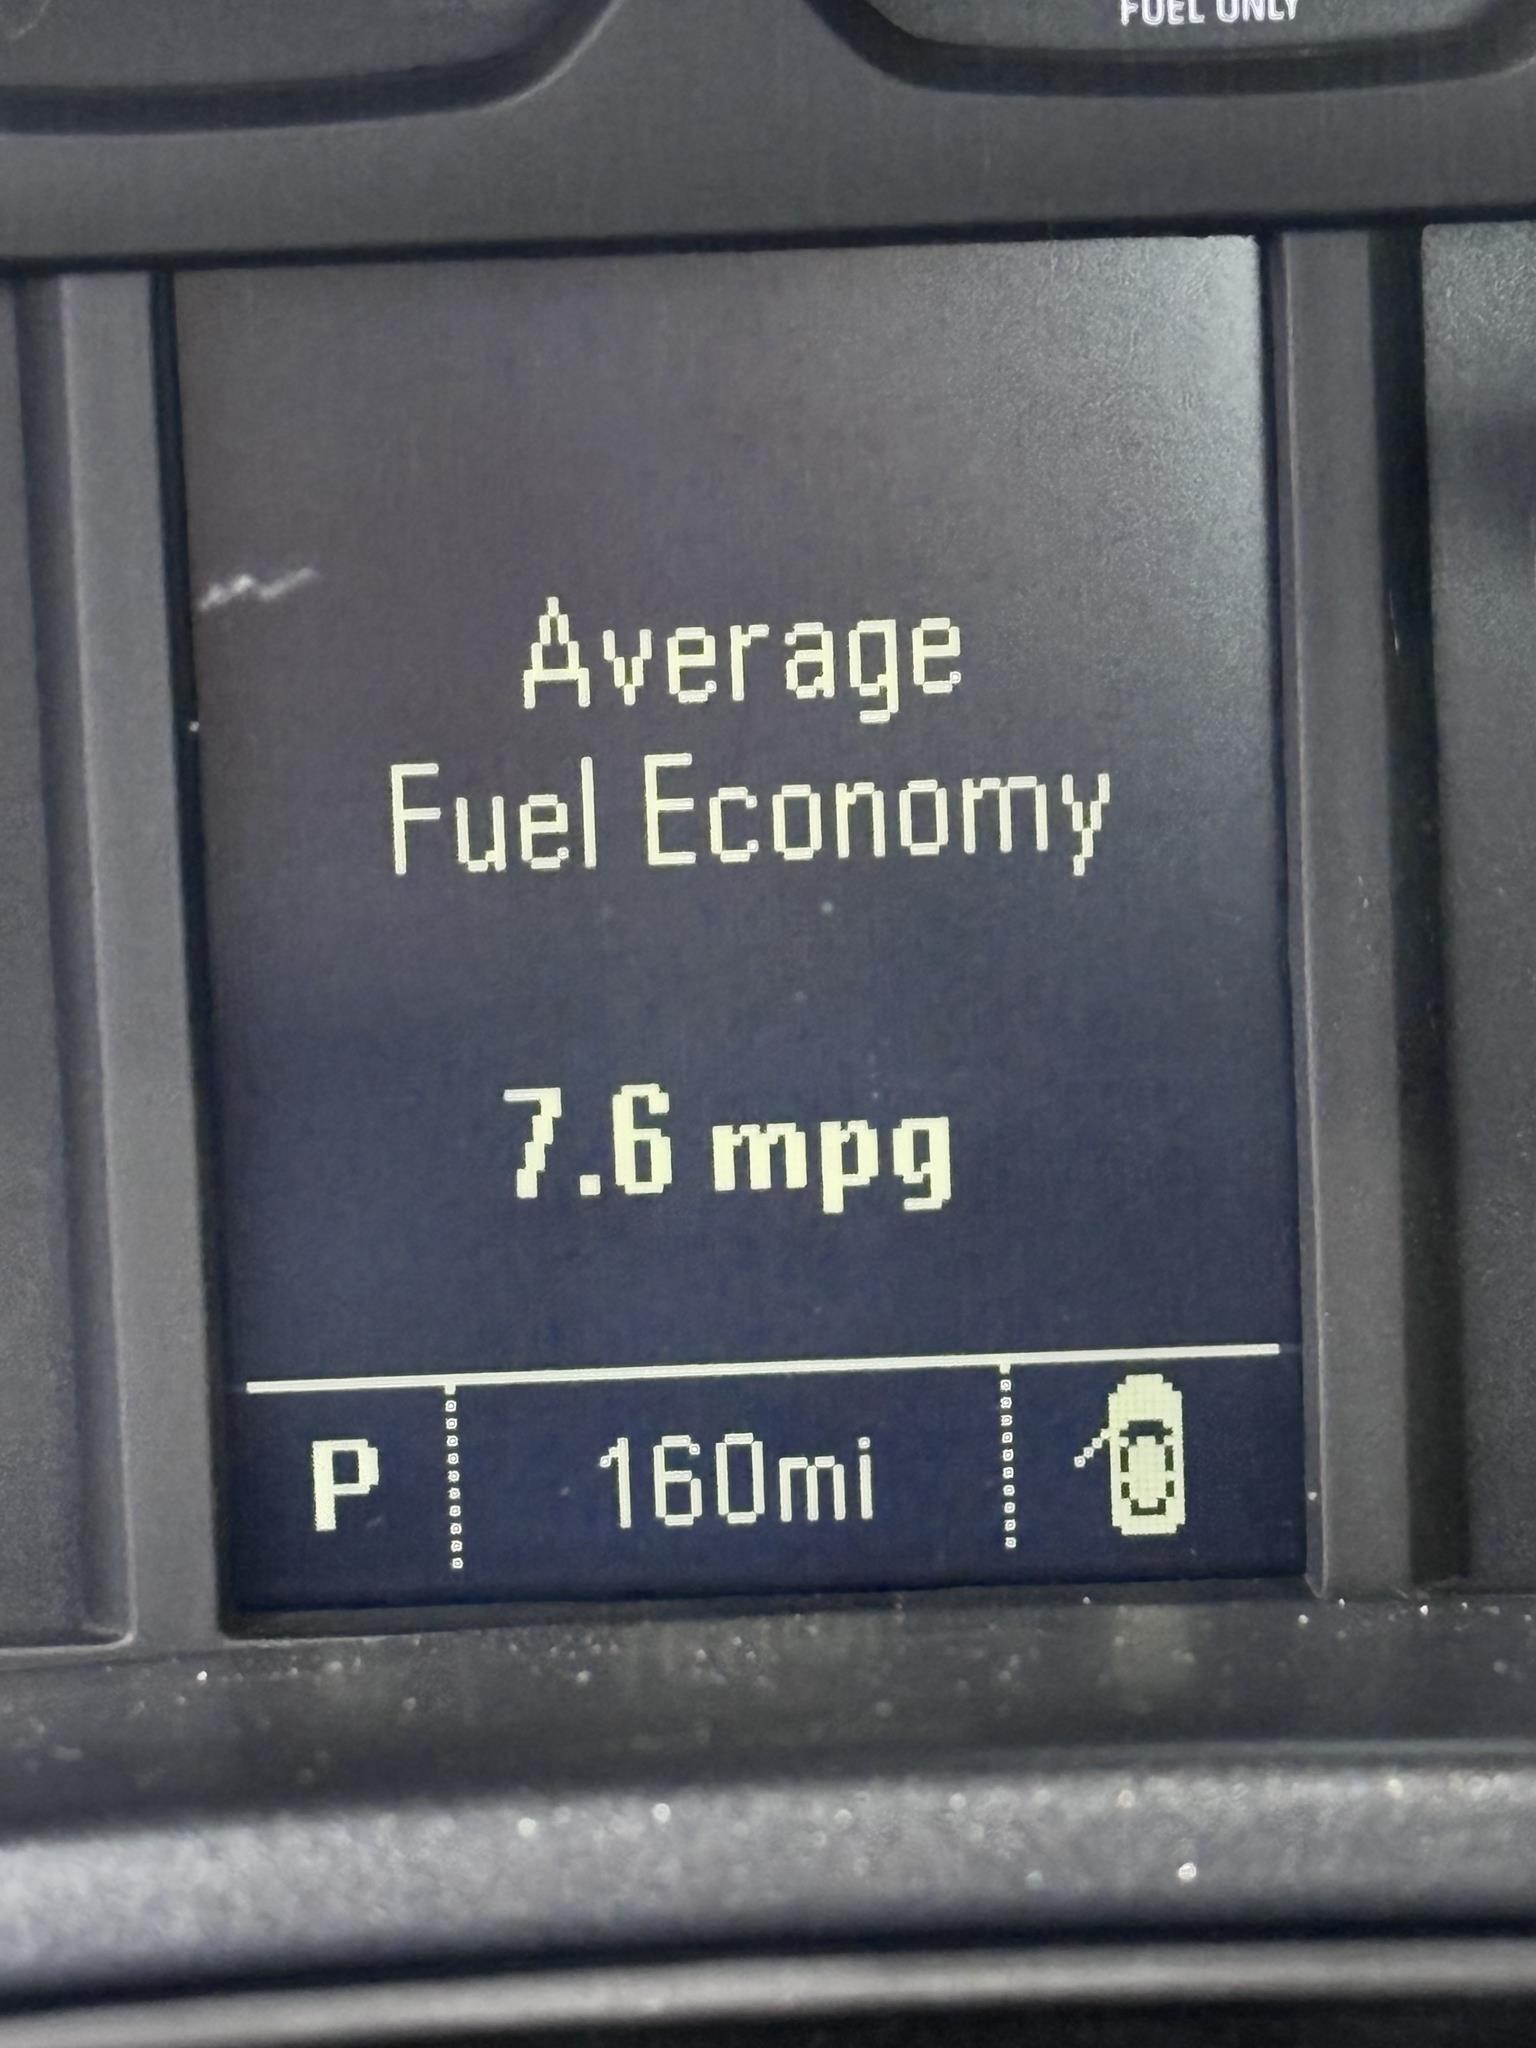 FUEL ONLY
Average
Fuel Economy
7.6 mpg
P 160mi